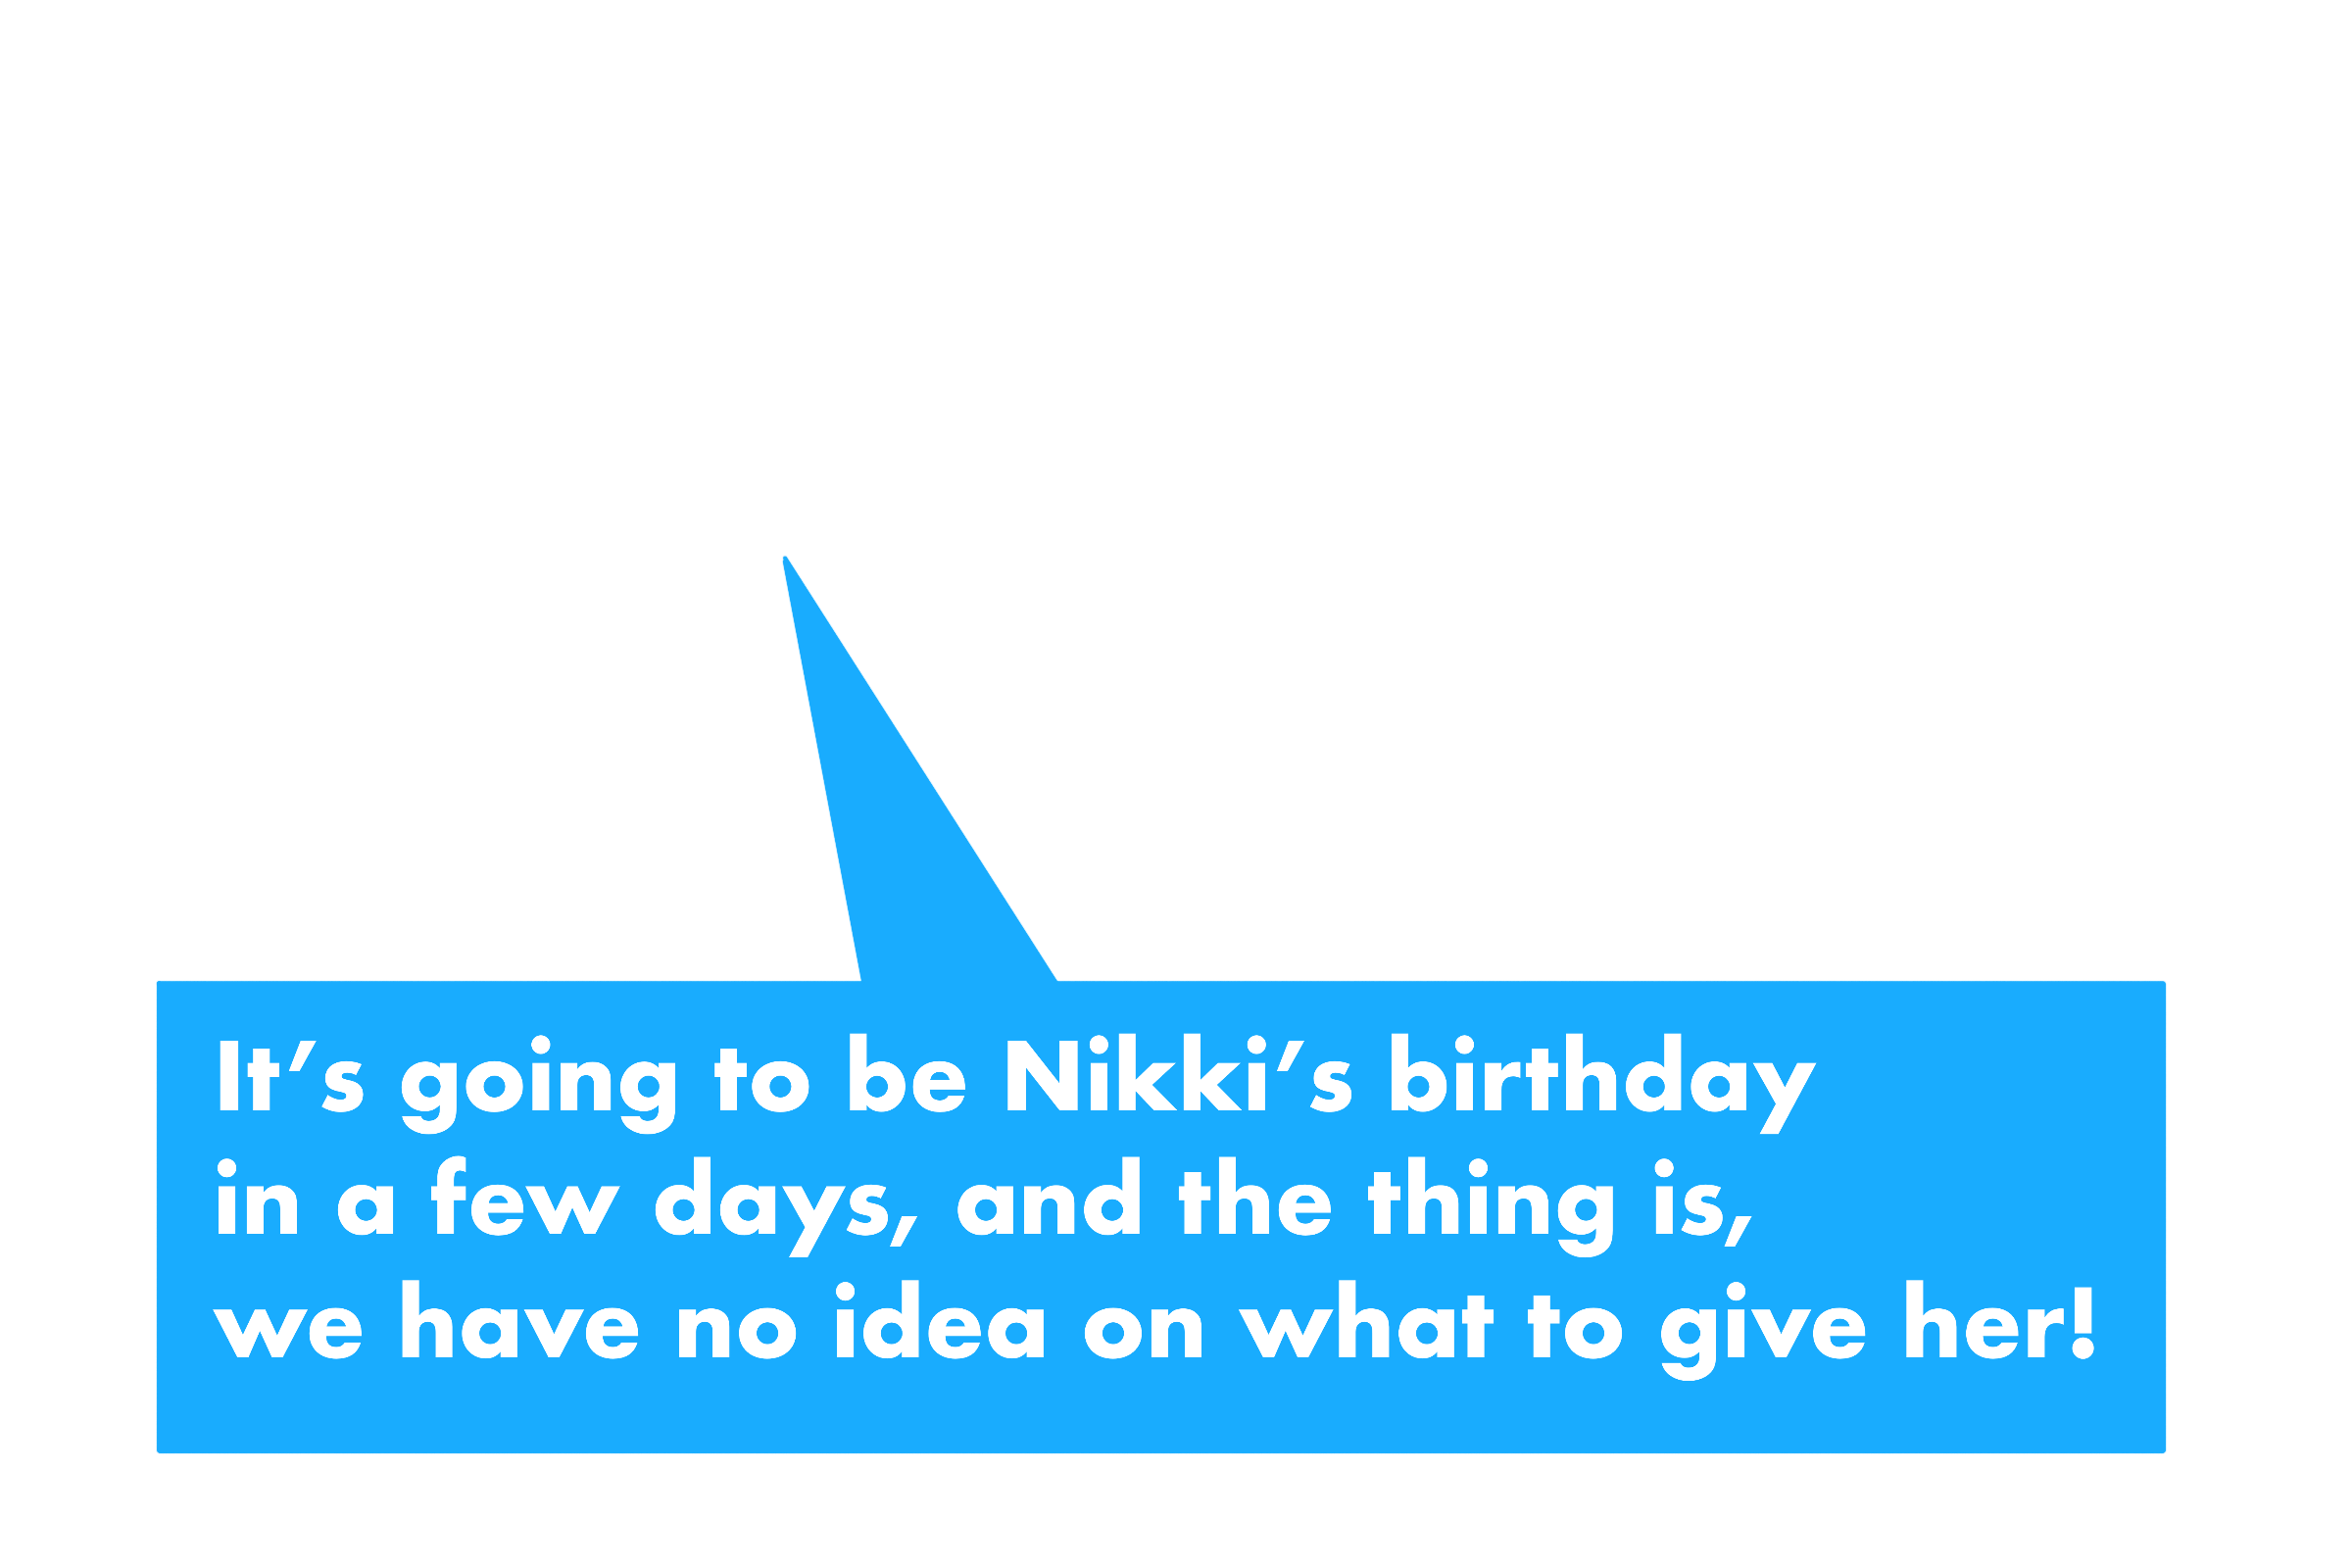 It’s going to be Nikki’s birthday
in a few days, and the thing is,
we have no idea on what to give her!